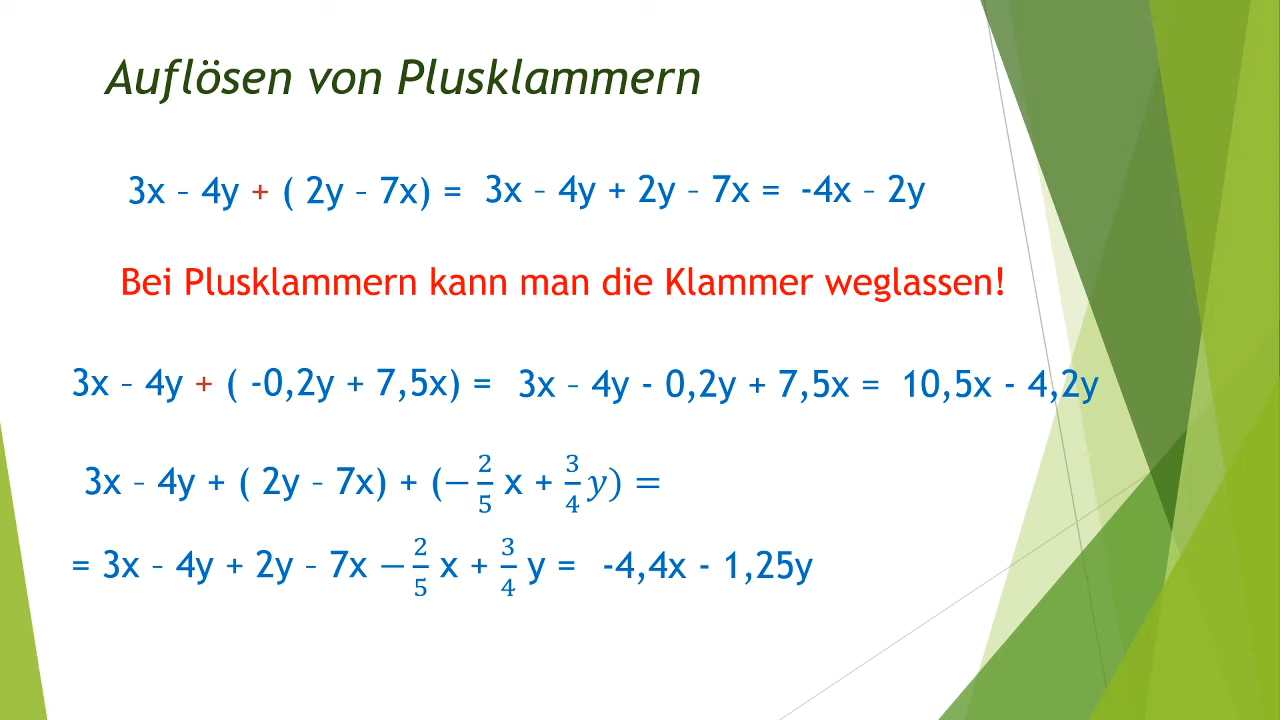 Auflösen von Plusklammern
3x – 4y + ( 2y – 7x) = 3x – 4y + 2y – 7x = -4x – 2y
Bei Plusklammern kann man die Klammer weglassen!
3x – 4y + ( -0,2y + 7,5x) = 3x – 4y - 0,2y + 7,5x = 10,5x - 4,2y
3x – 4y + ( 2y – 7x) + (−2/5 x + 3/4 y) =
= 3x – 4y + 2y – 7x −2/5 x + 3/4 y = -4,4x - 1,25y